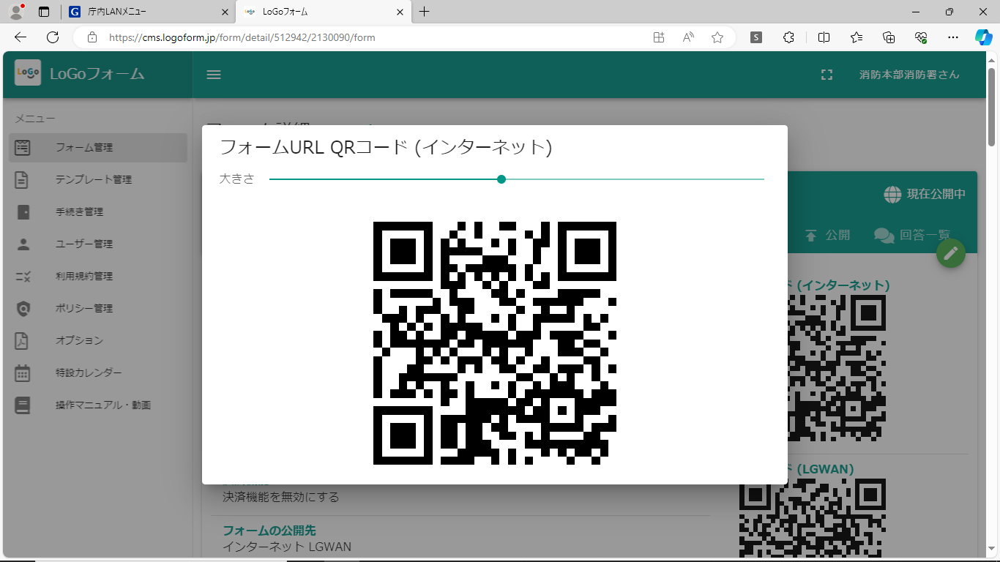 庁内LANメニュー
LoGoフォーム
https://cms.logoform.jp/form/detail/512942/2130090/form
LoGo LoGoフォーム
消防本部消防署さん
メニュー
フォーム管理
テンプレート管理
手続き管理
ユーザー管理
利用規約管理
ポリシー管理
オプション
特設カレンダー
操作マニュアル・動画
フォームURL QRコード (インターネット)
大きさ
現在公開中
公開
回答一覧
ド (インターネット)
ド (LGWAN)
決済機能を無効にする
フォームの公開先
インターネット LGWAN